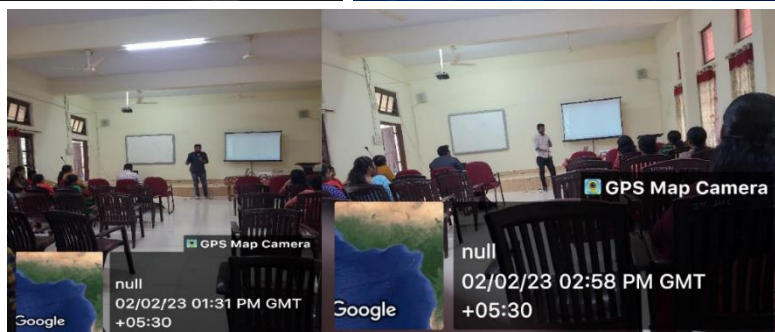 GPS Map Camera
null
02/02/23 01:31 PM GMT
+05:30
Google
GPS Map Camera
null
02/02/23 02:58 PM GMT
+05:30
Google